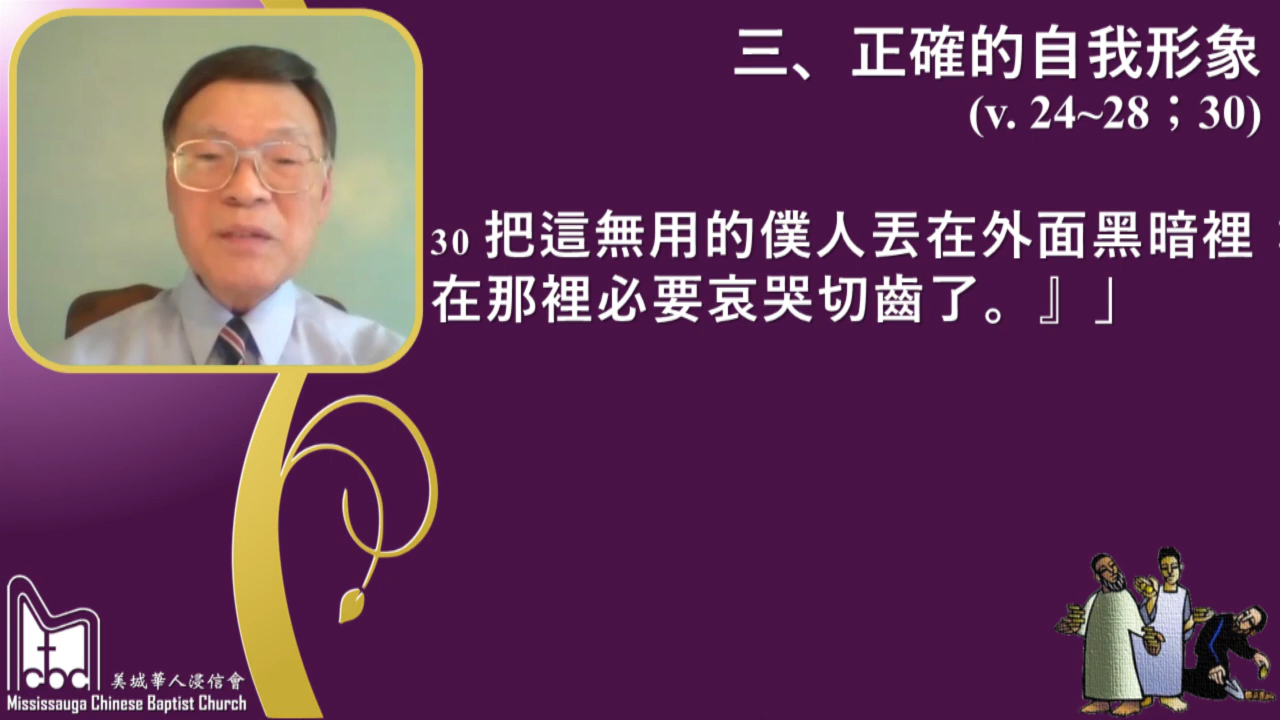 三、正確的自我形象
(v. 24~28；30)
30 把這無用的僕人丟在外面黑暗裡
在那裡必要哀哭切齒了。』」
cbc
美城華人浸信會
Mississauga Chinese Baptist Church